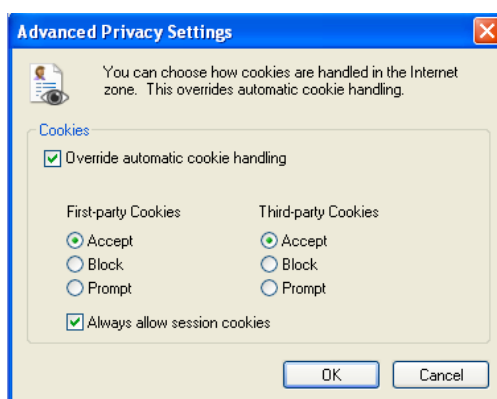 Advanced Privacy Settings
You can choose how cookies are handled in the Internet
zone.  This overrides automatic cookie handling.
Cookies
Override automatic cookie handling
First-party Cookies
Third-party Cookies
Accept
Accept
Block
Block
Prompt
Prompt
Always allow session cookies
OK
Cancel